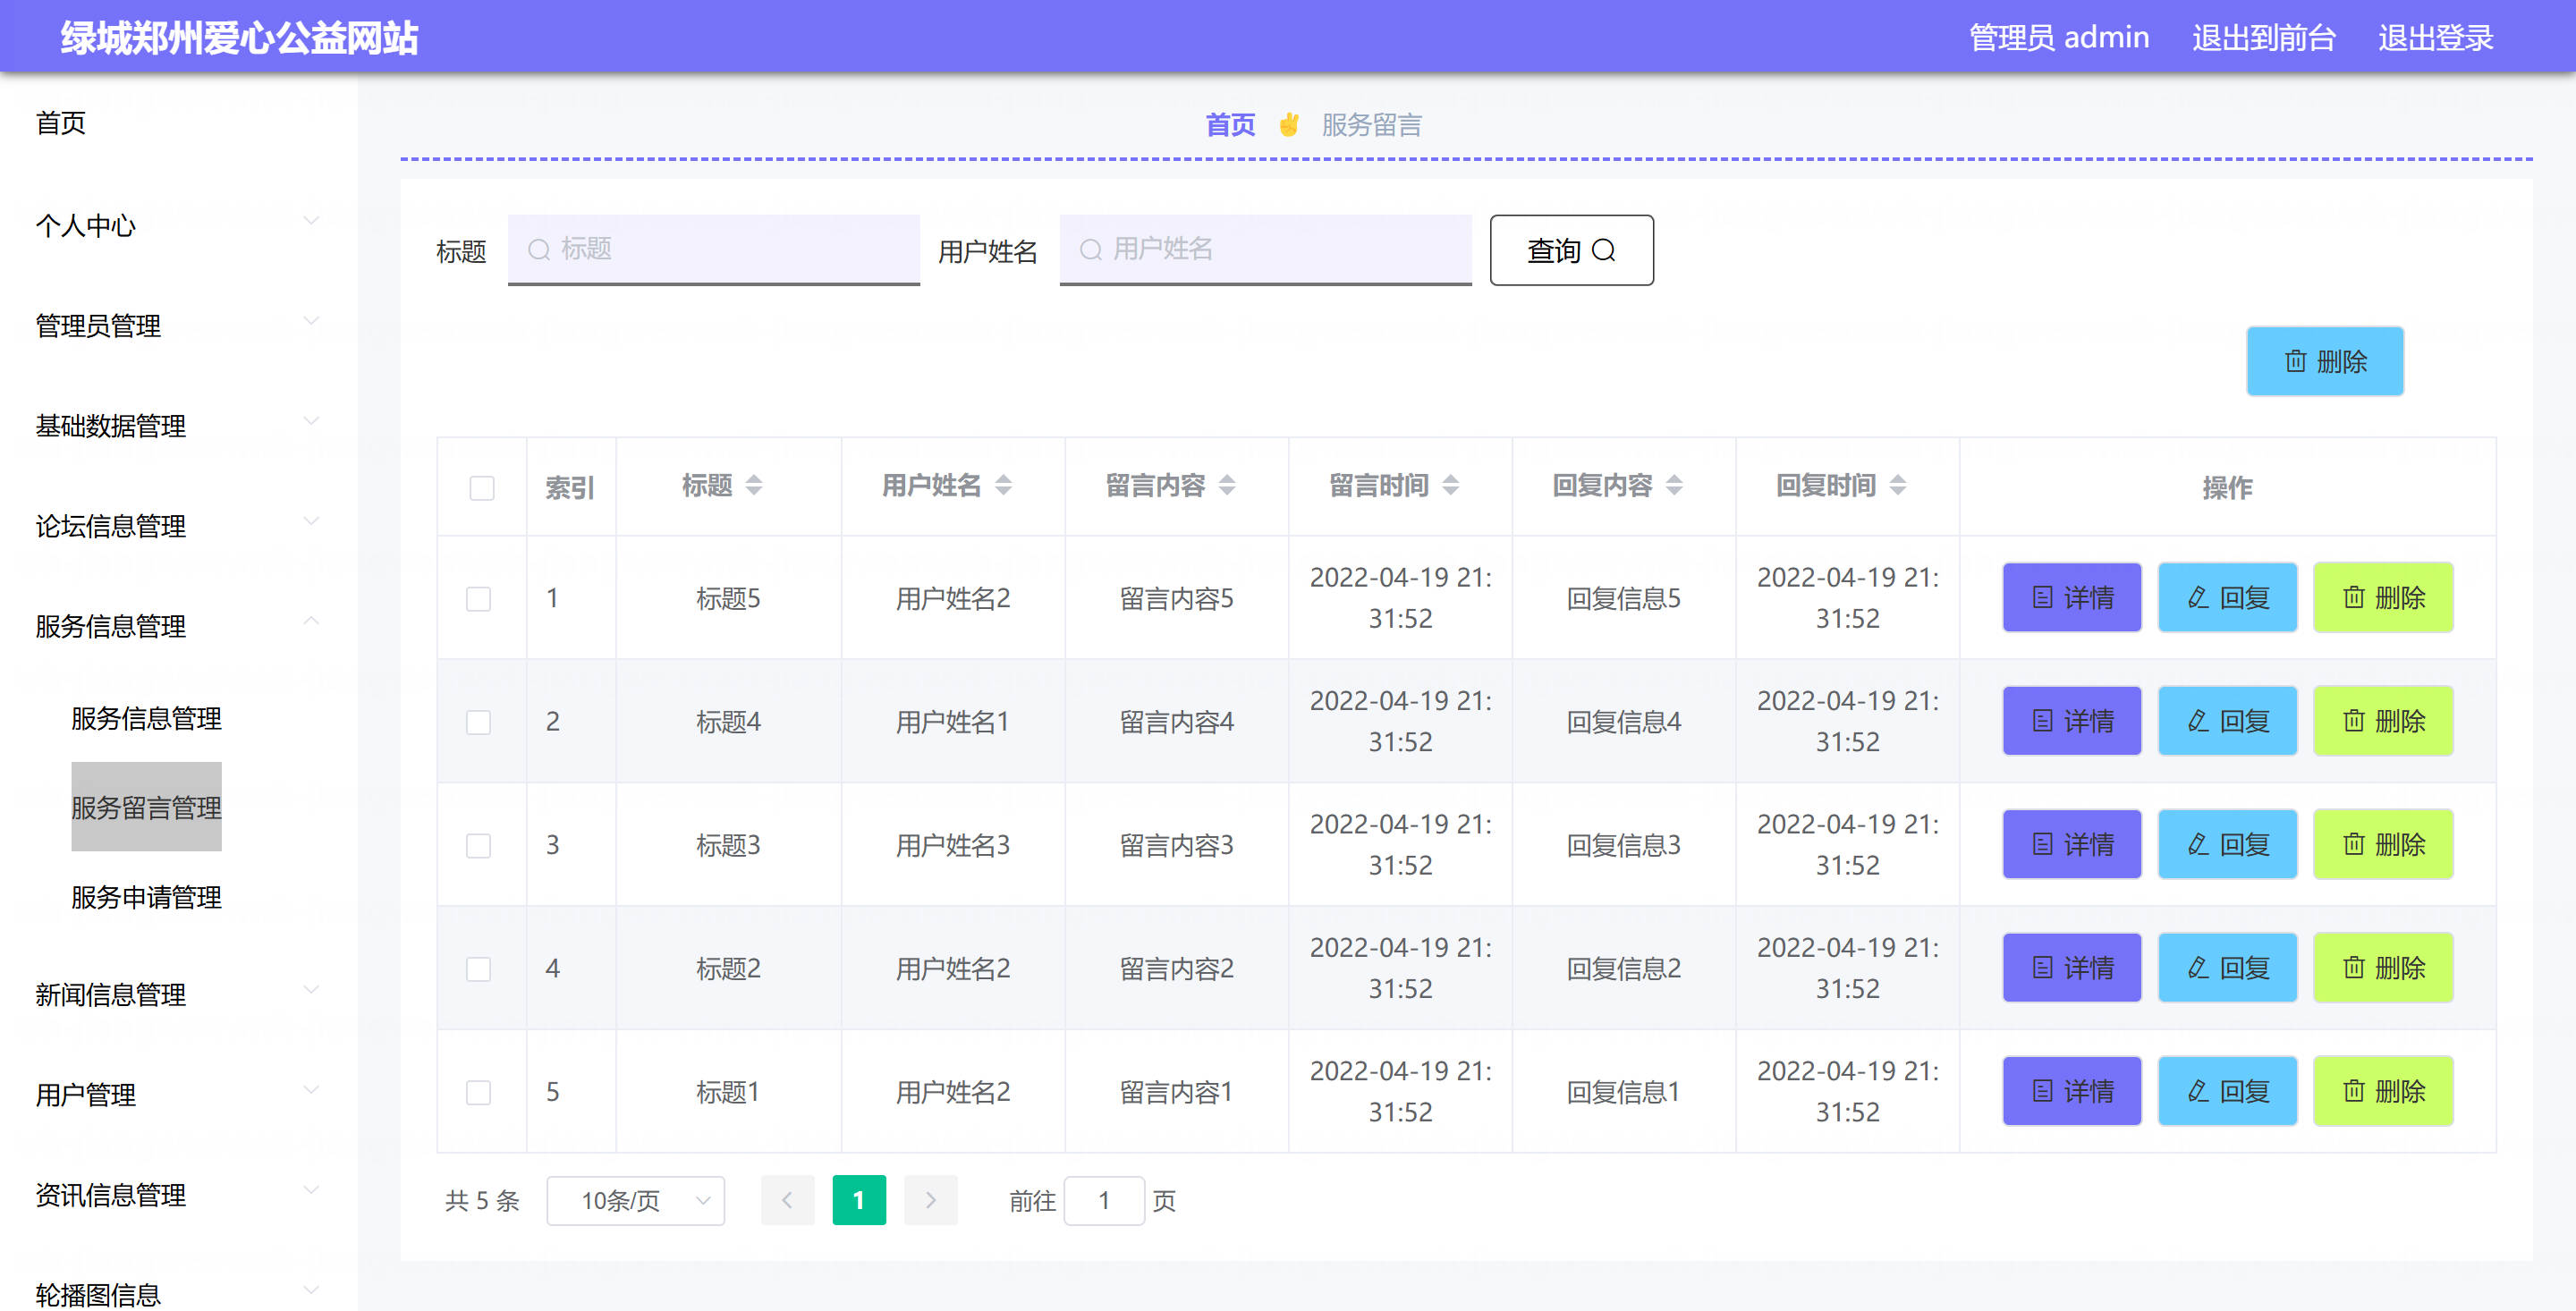 绿城郑州爱心公益网站
管理员 admin 退出到前台 退出登录
首页
个人中心
管理员管理
基础数据管理
论坛信息管理
服务信息管理
服务信息管理
服务留言管理
服务申请管理
新闻信息管理
用户管理
资讯信息管理
轮播图信息
首页 服务留言
标题 标题 用户姓名 用户姓名 查询
删除
索引 标题 用户姓名 留言内容 留言时间 回复内容 回复时间 操作
1 标题5 用户姓名2 留言内容5 2022-04-19 21:31:52 回复信息5 2022-04-19 21:31:52 详情 回复 删除
2 标题4 用户姓名1 留言内容4 2022-04-19 21:31:52 回复信息4 2022-04-19 21:31:52 详情 回复 删除
3 标题3 用户姓名3 留言内容3 2022-04-19 21:31:52 回复信息3 2022-04-19 21:31:52 详情 回复 删除
4 标题2 用户姓名2 留言内容2 2022-04-19 21:31:52 回复信息2 2022-04-19 21:31:52 详情 回复 删除
5 标题1 用户姓名2 留言内容1 2022-04-19 21:31:52 回复信息1 2022-04-19 21:31:52 详情 回复 删除
共 5 条 10条/页 1 前往 1 页